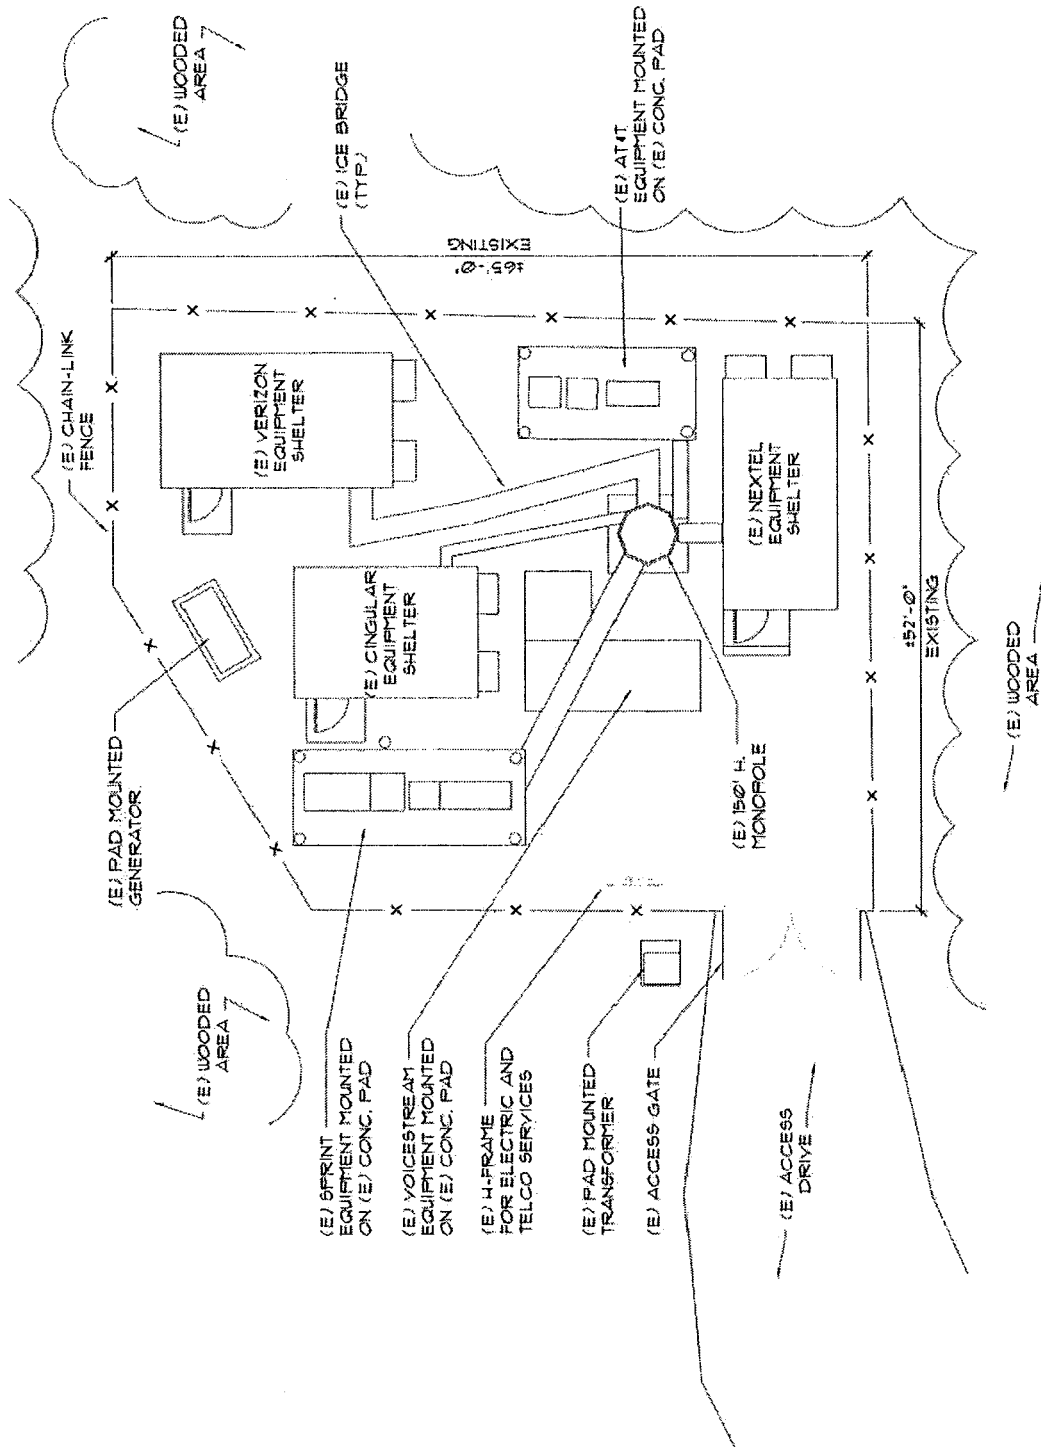 (E) WOODED
AREA
(E) ICE BRIDGE
(TYP.)
(E) AT&T
EQUIPMENT MOUNTED
ON (E) CONC. PAD
±65'-0"
EXISTING
(E) CHAIN-LINK
FENCE
(E) VERIZON
EQUIPMENT
SHELTER
(E) NEXTEL
EQUIPMENT
SHELTER
(E) CINGULAR
EQUIPMENT
SHELTER
±52'-0"
EXISTING
(E) WOODED
AREA
(E) PAD MOUNTED
GENERATOR
(E) 150' H.
MONOPOLE
(E) WOODED
AREA
(E) SPRINT
EQUIPMENT MOUNTED
ON (E) CONC. PAD
(E) VOICESTREAM
EQUIPMENT MOUNTED
ON (E) CONC. PAD
(E) H-FRAME
FOR ELECTRIC AND
TELCO SERVICES
(E) PAD MOUNTED
TRANSFORMER
(E) ACCESS GATE
(E) ACCESS
DRIVE